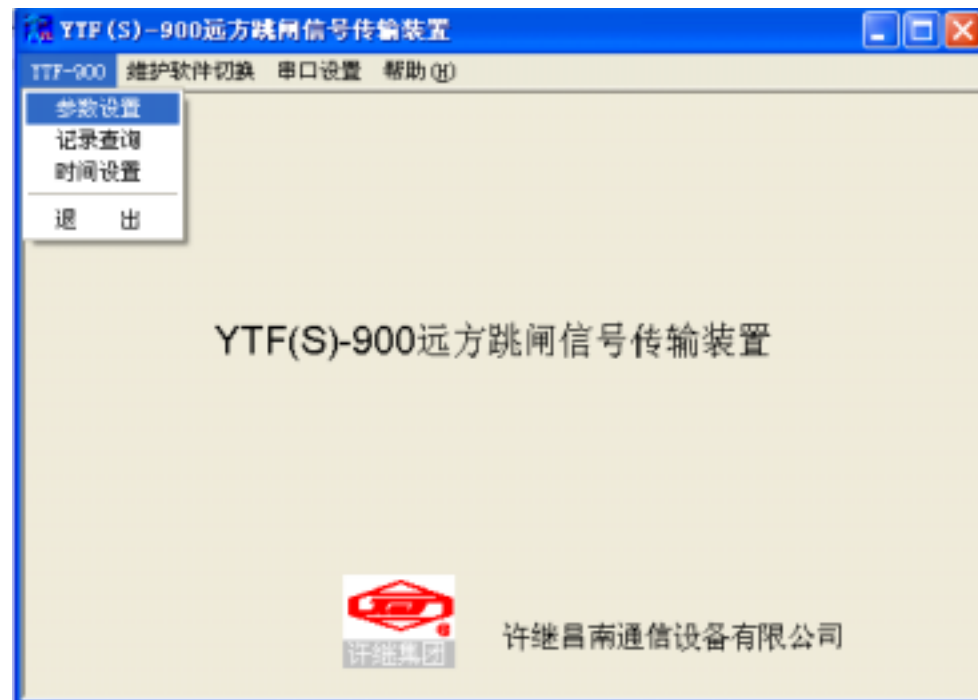 YTF(S)-900远方跳闸信号传输装置
YTF-900 维护软件切换 串口设置 帮助(H)
参数设置
记录查询
时间设置
退 出
YTF(S)-900远方跳闸信号传输装置
许继集团
许继昌南通信设备有限公司